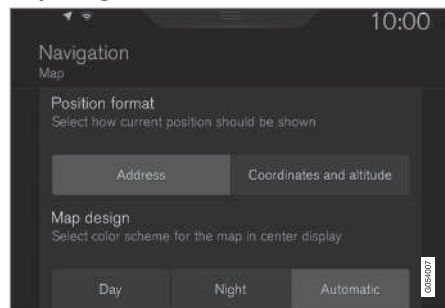 10:00
Navigation
Map
Position format
Select how current position should be shown
Address
Coordinates and altitude
Map design
Select color scheme for the map in center display
Day
Night
Automatic
G054007